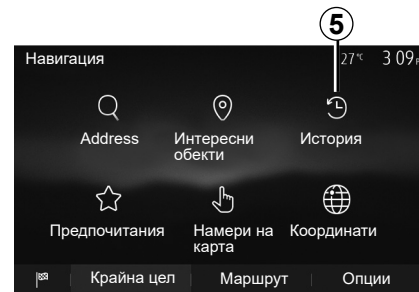 5
Навигация 27°c 3 09
Address Интересни История
обекти
Предпочитания Намери на Координати
карта
Крайна цел Маршрут Опции